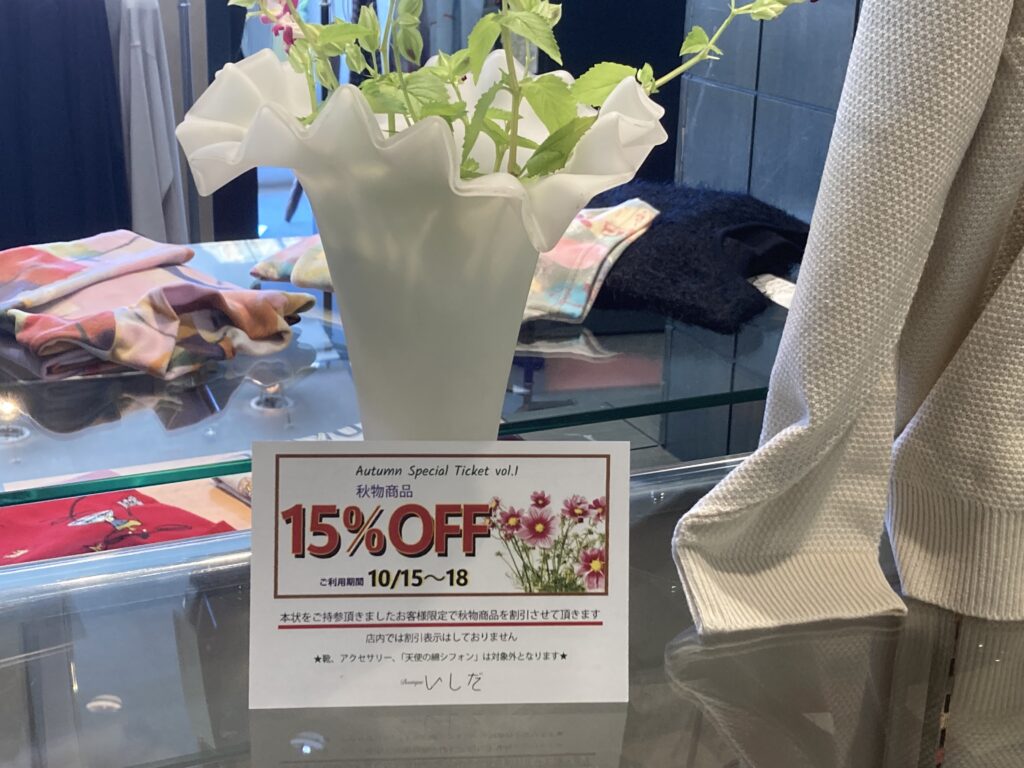 Autumn Special Ticket vol.1
秋物商品
15%OFF
ご利用期間 10/15～18
本状をご持参頂きましたお客様限定で秋物商品を割引させて頂きます
店内では割引表示はしておりません
★靴、アクセサリー、「天使の綿シフォン」は対象外となります★
Boutique いしだ